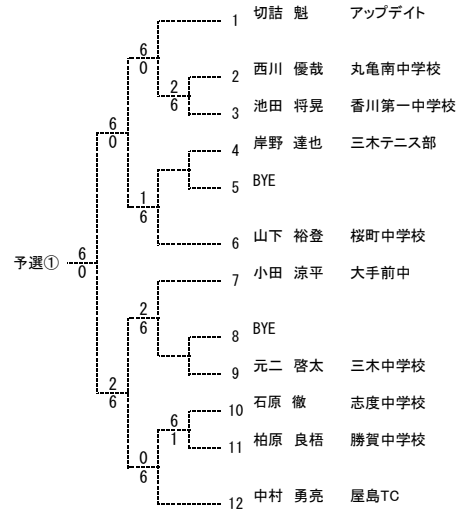 1 切詰 魁 アップデイト
6
0
2 西川 優哉 丸亀南中学校
2
6
3 池田 将晃 香川第一中学校
6
0
4 岸野 達也 三木テニス部
5 BYE
1
6
6 山下 裕登 桜町中学校
予選① 6
0
7 小田 涼平 大手前中
2
6
8 BYE
9 元二 啓太 三木中学校
2
6
10 石原 徹 志度中学校
6
1
11 柏原 良梧 勝賀中学校
0
6
12 中村 勇亮 屋島TC